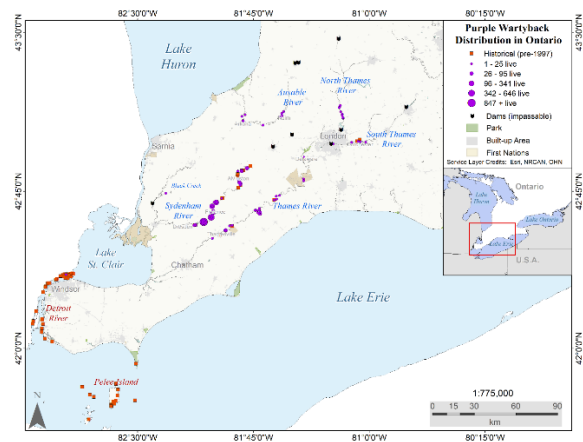 82°30'0"W
81°45'0"W
81°0'0"W
80°15'0"W
43°30'0"N
43°30'0"N
Purple Wartyback
Distribution in Ontario
Historical (pre-1997)
1 - 25 live
26 - 95 live
96 - 341 live
342 - 646 live
647 + live
Dams (impassable)
Park
Built-up Area
First Nations
Service Layer Credits: Esri, NRCAN, DHN
Lake
Huron
Ausable
River
North Thames
River
London
South Thames
River
Sarnia
42°45'0"N
42°45'0"N
Black Creek
Sydenham
River
Thames River
Lake
St. Clair
Chatham
Windsor
Detroit
River
Lake Erie
Pelee Island
42°0'0"N
42°0'0"N
Ontario
Lake
Huron
Lake Ontario
Lake Erie
U.S.A.
N
1:775,000
0 15 30 60 90
km
82°30'0"W
81°45'0"W
81°0'0"W
80°15'0"W